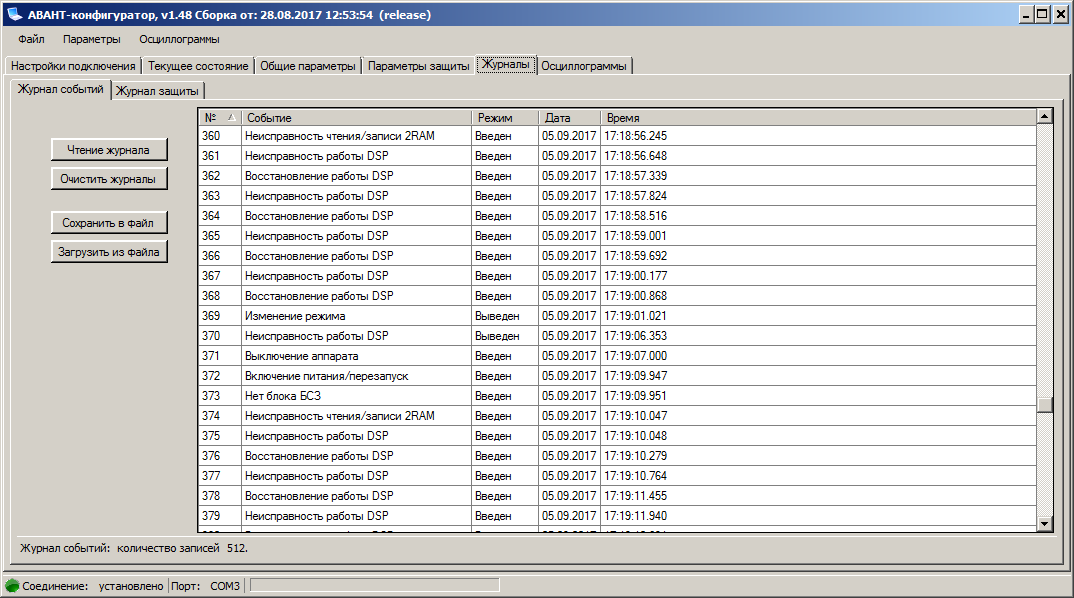 АВАНТ-конфигуратор, v1.48 Сборка от: 28.08.2017 12:53:54 (release)
Файл Параметры Осциллограммы
Настройки подключения Текущее состояние Общие параметры Параметры защиты Журналы Осциллограммы
Журнал событий Журнал защиты
Чтение журнала
Очистить журналы
Сохранить в файл
Загрузить из файла
№ Событие Режим Дата Время
360 Неисправность чтения/записи 2RAM Введен 05.09.2017 17:18:56.245
361 Неисправность работы DSP Введен 05.09.2017 17:18:56.648
362 Восстановление работы DSP Введен 05.09.2017 17:18:57.339
363 Неисправность работы DSP Введен 05.09.2017 17:18:57.824
364 Восстановление работы DSP Введен 05.09.2017 17:18:58.516
365 Неисправность работы DSP Введен 05.09.2017 17:18:59.001
366 Восстановление работы DSP Введен 05.09.2017 17:18:59.692
367 Неисправность работы DSP Введен 05.09.2017 17:19:00.177
368 Восстановление работы DSP Введен 05.09.2017 17:19:00.868
369 Изменение режима Выведен 05.09.2017 17:19:01.021
370 Неисправность работы DSP Выведен 05.09.2017 17:19:06.353
371 Выключение аппарата Введен 05.09.2017 17:19:07.000
372 Включение питания/перезапуск Введен 05.09.2017 17:19:09.947
373 Нет блока БСЗ Введен 05.09.2017 17:19:09.951
374 Неисправность чтения/записи 2RAM Введен 05.09.2017 17:19:10.047
375 Неисправность работы DSP Введен 05.09.2017 17:19:10.048
376 Восстановление работы DSP Введен 05.09.2017 17:19:10.279
377 Неисправность работы DSP Введен 05.09.2017 17:19:10.764
378 Восстановление работы DSP Введен 05.09.2017 17:19:11.455
379 Неисправность работы DSP Введен 05.09.2017 17:19:11.940
Журнал событий: количество записей 512.
Соединение: установлено Порт: COM3